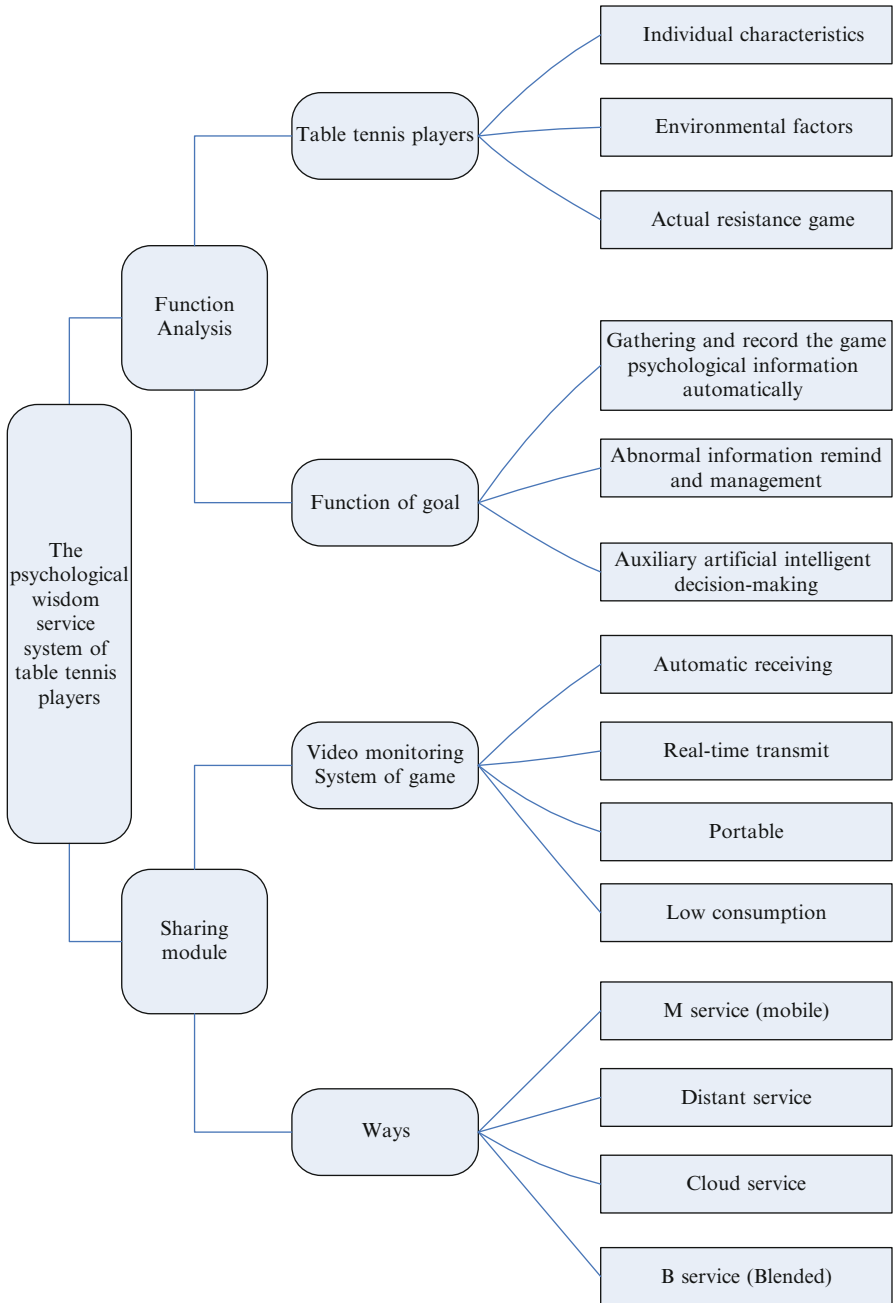 The
psychological
wisdom
service
system of
table tennis
players
Function
Analysis
Table tennis players
Individual characteristics
Environmental factors
Actual resistance game
Function of goal
Gathering and record the game
psychological information
automatically
Abnormal information remind
and management
Auxiliary artificial intelligent
decision-making
Sharing
module
Video monitoring
System of game
Automatic receiving
Real-time transmit
Portable
Low consumption
Ways
M service (mobile)
Distant service
Cloud service
B service (Blended)